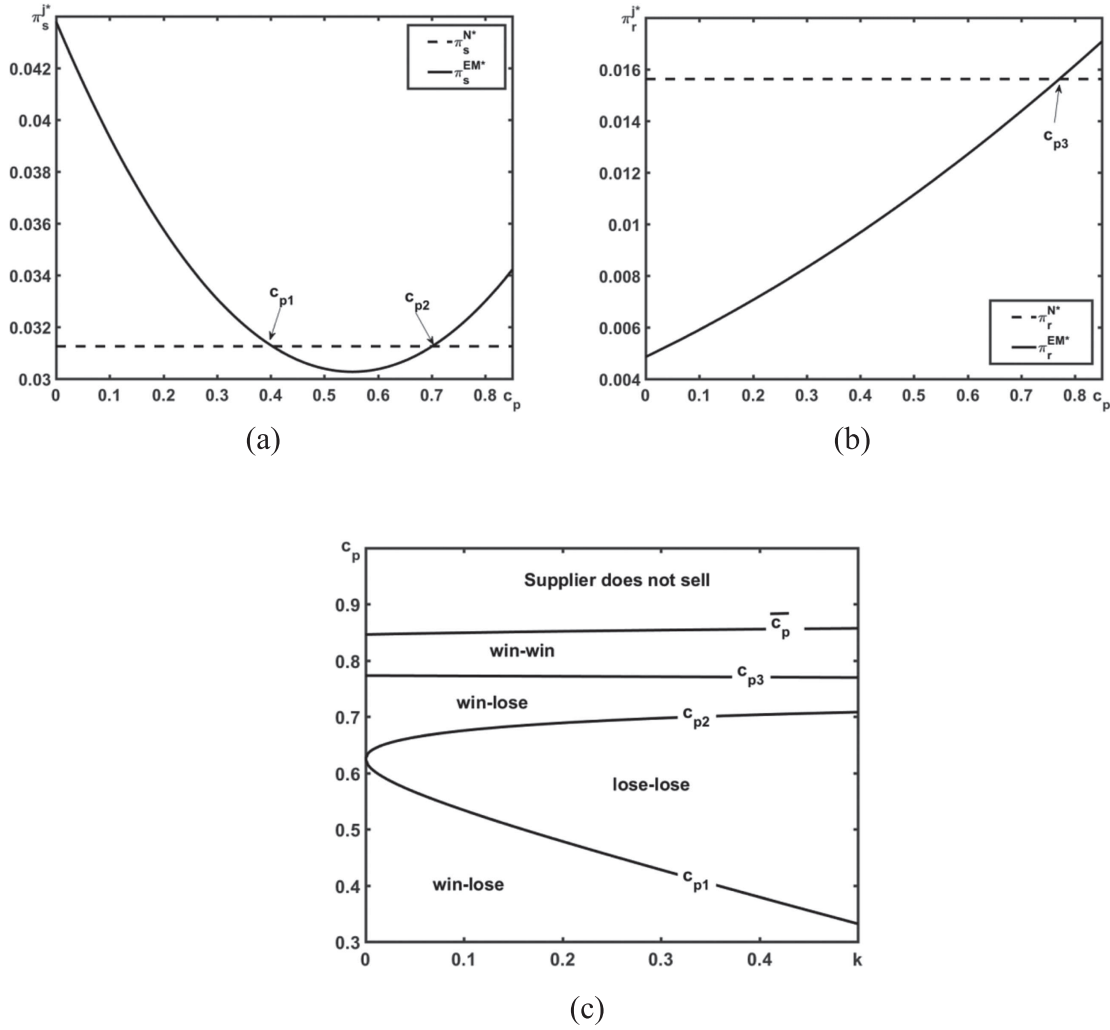 π_s^{j*}
0.042
0.04
0.038
0.036
0.034
0.032
0.03
0 0.1 0.2 0.3 0.4 0.5 0.6 0.7 0.8 c_p
π_s^{N*}
π_s^{EM*}
c_{p1}
c_{p2}
(a)
π_r^{j*}
0.016
0.014
0.012
0.01
0.008
0.006
0.004
0 0.1 0.2 0.3 0.4 0.5 0.6 0.7 0.8 c_p
c_{p3}
π_r^{N*}
π_r^{EM*}
(b)
c_p
0.9
0.8
0.7
0.6
0.5
0.4
0.3
0 0.1 0.2 0.3 0.4 k
Supplier does not sell
\overline{c_p}
win-win
c_{p3}
win-lose
c_{p2}
lose-lose
c_{p1}
win-lose
(c)